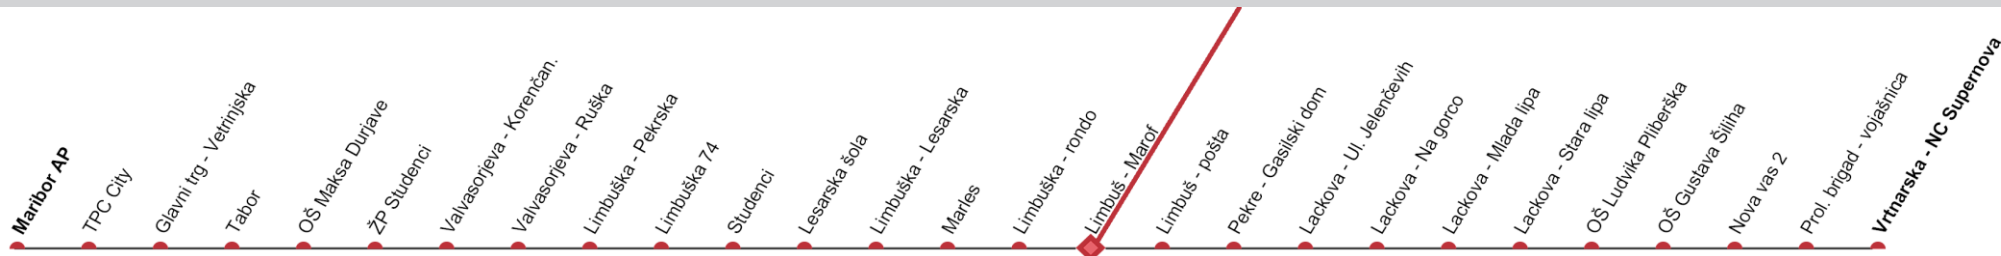 Maribor AP
TPC City
Glavni trg - Vetrinjska
Tabor
OŠ Maksa Durjave
ŽP Studenci
Valvasorjeva - Korenčan.
Valvasorjeva - Ruška
Limbuška - Pekrska
Limbuška 74
Studenci
Lesarska šola
Limbuška - Lesarska
Marles
Limbuška - rondo
Limbuš - Marof
Limbuš - pošta
Pekre - Gasilski dom
Lackova - Ul. Jelenčevih
Lackova - Na gorco
Lackova - Mlada lipa
Lackova - Stara lipa
OŠ Ludvika Pliberška
OŠ Gustava Šiliha
Nova vas 2
Prol. brigad - vojašnica
Vrtnarska - NC Supernova